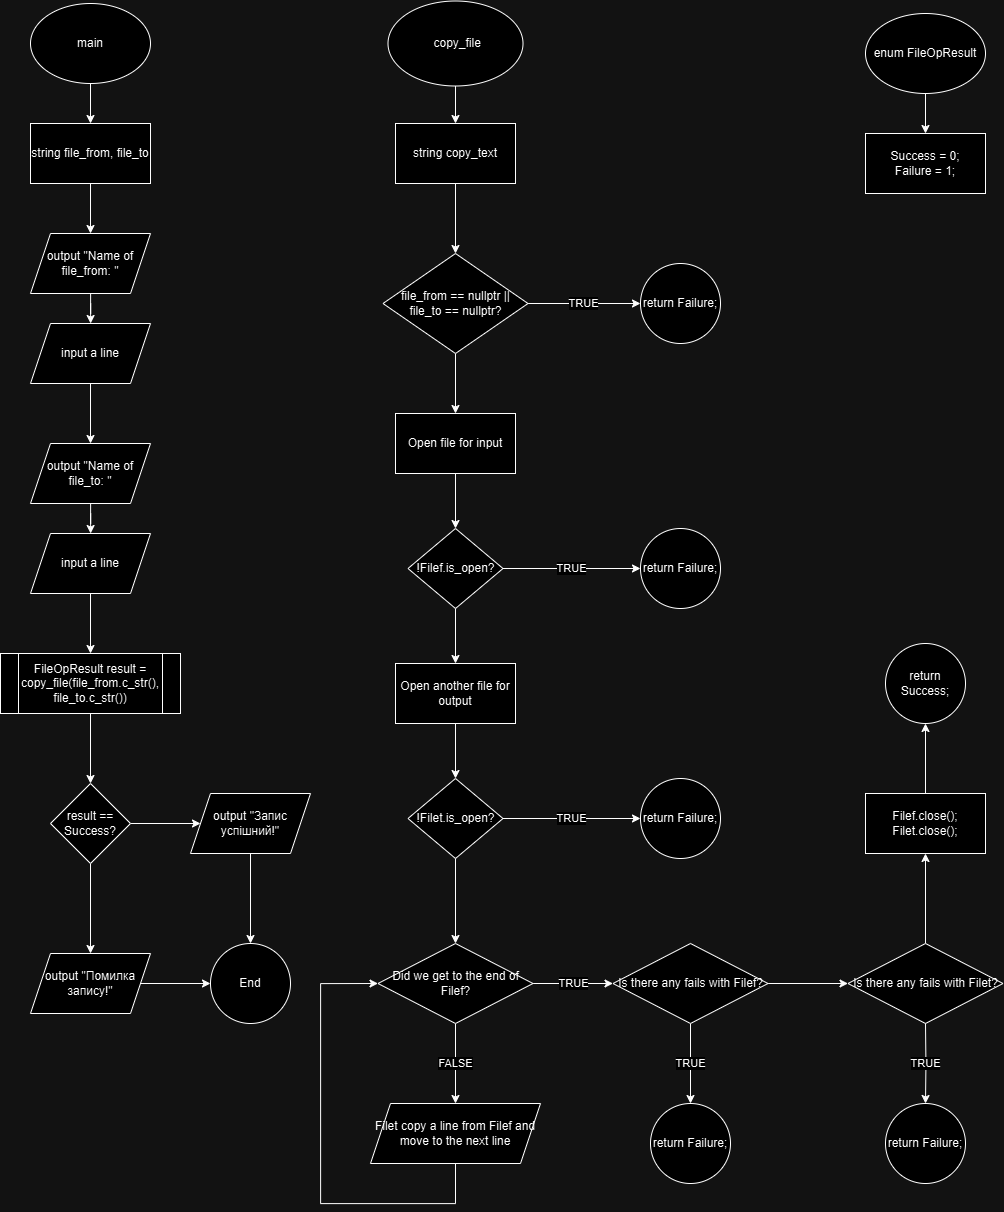 main
string file_from, file_to
output "Name of
file_from: "
input a line
output "Name of
file_to: "
input a line
FileOpResult result =
copy_file(file_from.c_str(),
file_to.c_str())
result ==
Success?
output "Запис
успішний!"
output "Помилка
запису!"
End
copy_file
string copy_text
file_from == nullptr ||
file_to == nullptr?
TRUE
return Failure;
Open file for input
!Filef.is_open?
TRUE
return Failure;
Open another file for
output
!Filet.is_open?
TRUE
return Failure;
Did we get to the end of
Filef?
TRUE
FALSE
Filet copy a line from Filef and
move to the next line
Is there any fails with Filef?
TRUE
return Failure;
Is there any fails with Filet?
TRUE
return Failure;
Filef.close();
Filet.close();
return
Success;
enum FileOpResult
Success = 0;
Failure = 1;